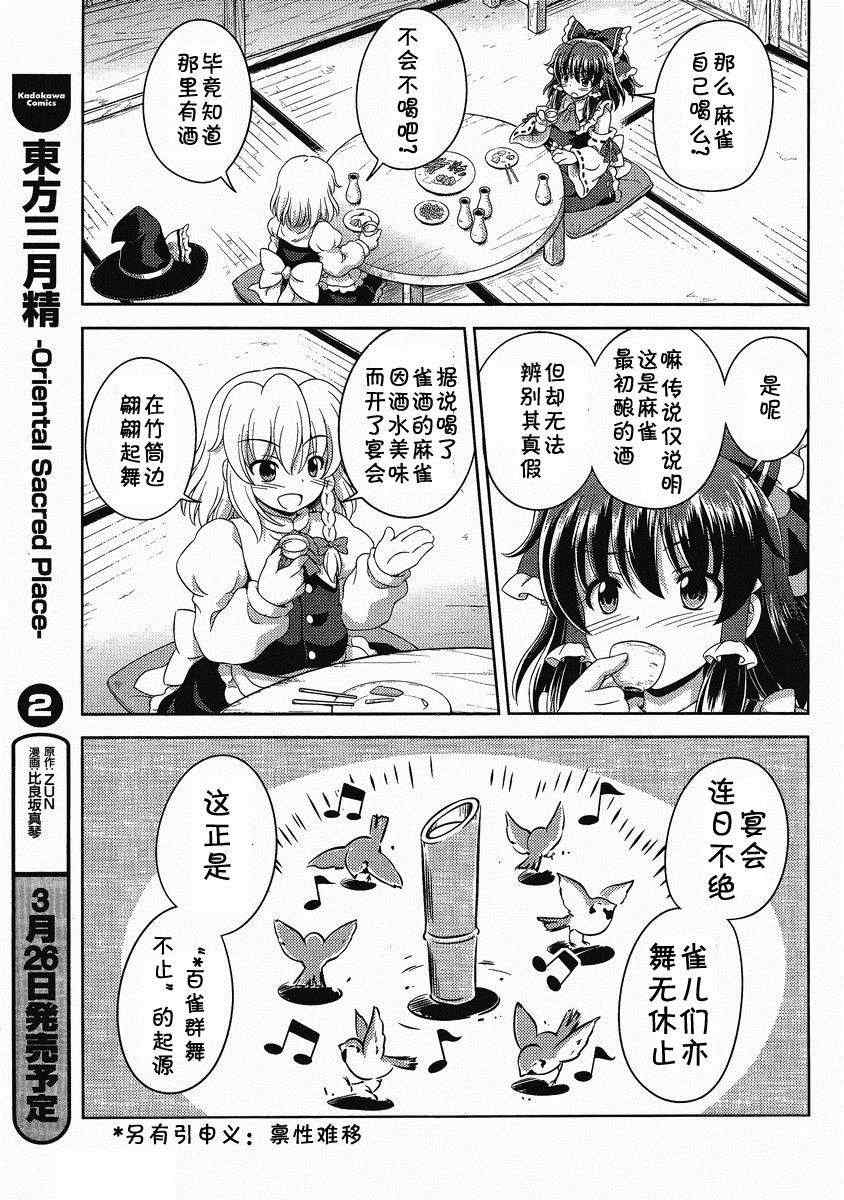 那么麻雀
自己喝么?
不会不喝吧?
毕竟知道
那里有酒
是呢
嘛 传说仅说明
这是麻雀
最初酿的酒
但却无法
辨别其真假
据说喝了
雀酒的麻雀
因酒水美味
而开了宴会
在竹筒边
翩翩起舞
宴会
连日不绝
雀儿们亦
舞无休止
这正是
“*百雀群舞
不止”的起源
*另有引申义：禀性难移
Kadokawa
Comics
東方三月精
-Oriental Sacred Place-
2
原作：ZUN
漫画：比良坂真琴
3月26日発売予定